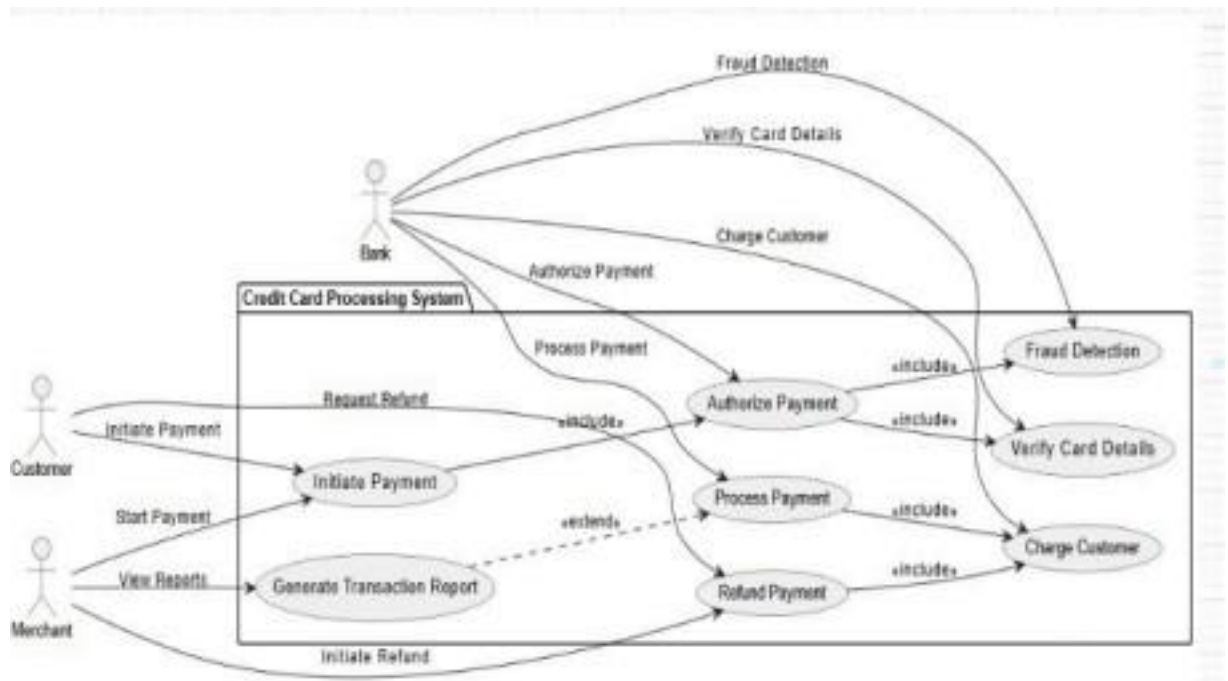 Fraud Detection
Verify Card Details
Bank
Charge Customer
Authorize Payment
Credit Card Processing System
Process Payment
Fraud Detection
«include»
Request Refund
Authorize Payment
«include»
«include»
Initiate Payment
Verify Card Details
Customer
Initiate Payment
Process Payment
Start Payment
«extend»
«include»
Charge Customer
View Reports
Generate Transaction Report
«include»
Refund Payment
Merchant
Initiate Refund